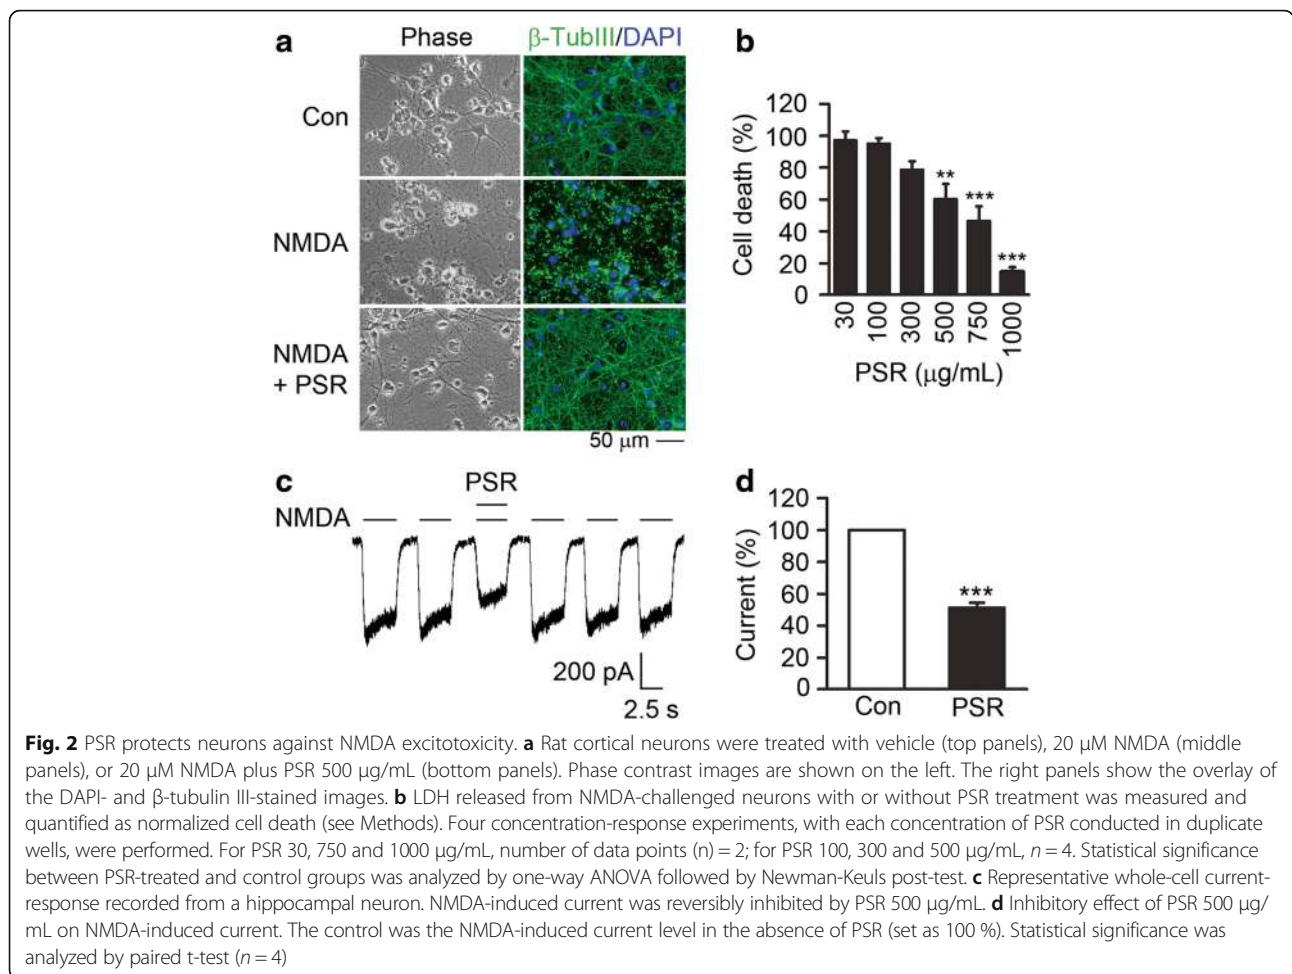 a
Phase
β-TubIII/DAPI
Con
NMDA
NMDA
+ PSR
50 μm
b
Cell death (%)
120
100
80
60
40
20
0
**
***
***
30
100
300
500
750
1000
PSR (μg/mL)
c
PSR
NMDA
200 pA
2.5 s
d
Current (%)
120
100
80
60
40
20
0
***
Con
PSR
Fig. 2 PSR protects neurons against NMDA excitotoxicity. a Rat cortical neurons were treated with vehicle (top panels), 20 μM NMDA (middle
panels), or 20 μM NMDA plus PSR 500 μg/mL (bottom panels). Phase contrast images are shown on the left. The right panels show the overlay of
the DAPI- and β-tubulin III-stained images. b LDH released from NMDA-challenged neurons with or without PSR treatment was measured and
quantified as normalized cell death (see Methods). Four concentration-response experiments, with each concentration of PSR conducted in duplicate
wells, were performed. For PSR 30, 750 and 1000 μg/mL, number of data points (n) = 2; for PSR 100, 300 and 500 μg/mL, n = 4. Statistical significance
between PSR-treated and control groups was analyzed by one-way ANOVA followed by Newman-Keuls post-test. c Representative whole-cell current-
response recorded from a hippocampal neuron. NMDA-induced current was reversibly inhibited by PSR 500 μg/mL. d Inhibitory effect of PSR 500 μg/
mL on NMDA-induced current. The control was the NMDA-induced current level in the absence of PSR (set as 100 %). Statistical significance was
analyzed by paired t-test (n = 4)